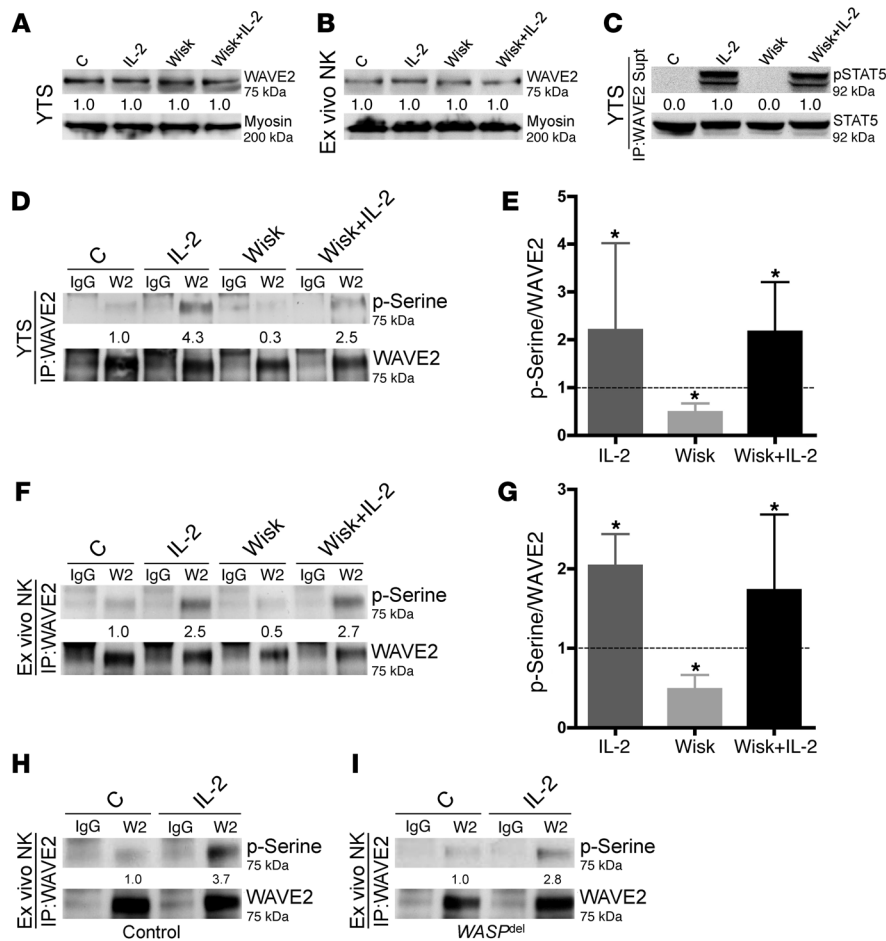 A
C IL-2 Wisk Wisk+IL-2
YTS
WAVE2
75 kDa
1.0 1.0 1.0 1.0
Myosin
200 kDa
B
C IL-2 Wisk Wisk+IL-2
Ex vivo NK
WAVE2
75 kDa
1.0 1.0 1.0 1.0
Myosin
200 kDa
C
C IL-2 Wisk Wisk+IL-2
YTS
IP:WAVE2 Supt
pSTAT5
92 kDa
0.0 1.0 0.0 1.0
STAT5
92 kDa
D
C IL-2 Wisk Wisk+IL-2
IgG W2 IgG W2 IgG W2 IgG W2
YTS
IP:WAVE2
p-Serine
75 kDa
1.0 4.3 0.3 2.5
WAVE2
75 kDa
E
p-Serine/WAVE2
5
4
3
2
1
0
* * *
IL-2 Wisk Wisk+IL-2
F
C IL-2 Wisk Wisk+IL-2
IgG W2 IgG W2 IgG W2 IgG W2
Ex vivo NK
IP:WAVE2
p-Serine
75 kDa
1.0 2.5 0.5 2.7
WAVE2
75 kDa
G
p-Serine/WAVE2
3
2
1
0
* * *
IL-2 Wisk Wisk+IL-2
H
C IL-2
IgG W2 IgG W2
Ex vivo NK
IP:WAVE2
p-Serine
75 kDa
1.0 3.7
WAVE2
75 kDa
Control
I
C IL-2
IgG W2 IgG W2
Ex vivo NK
IP:WAVE2
p-Serine
75 kDa
1.0 2.8
WAVE2
75 kDa
WASPdel